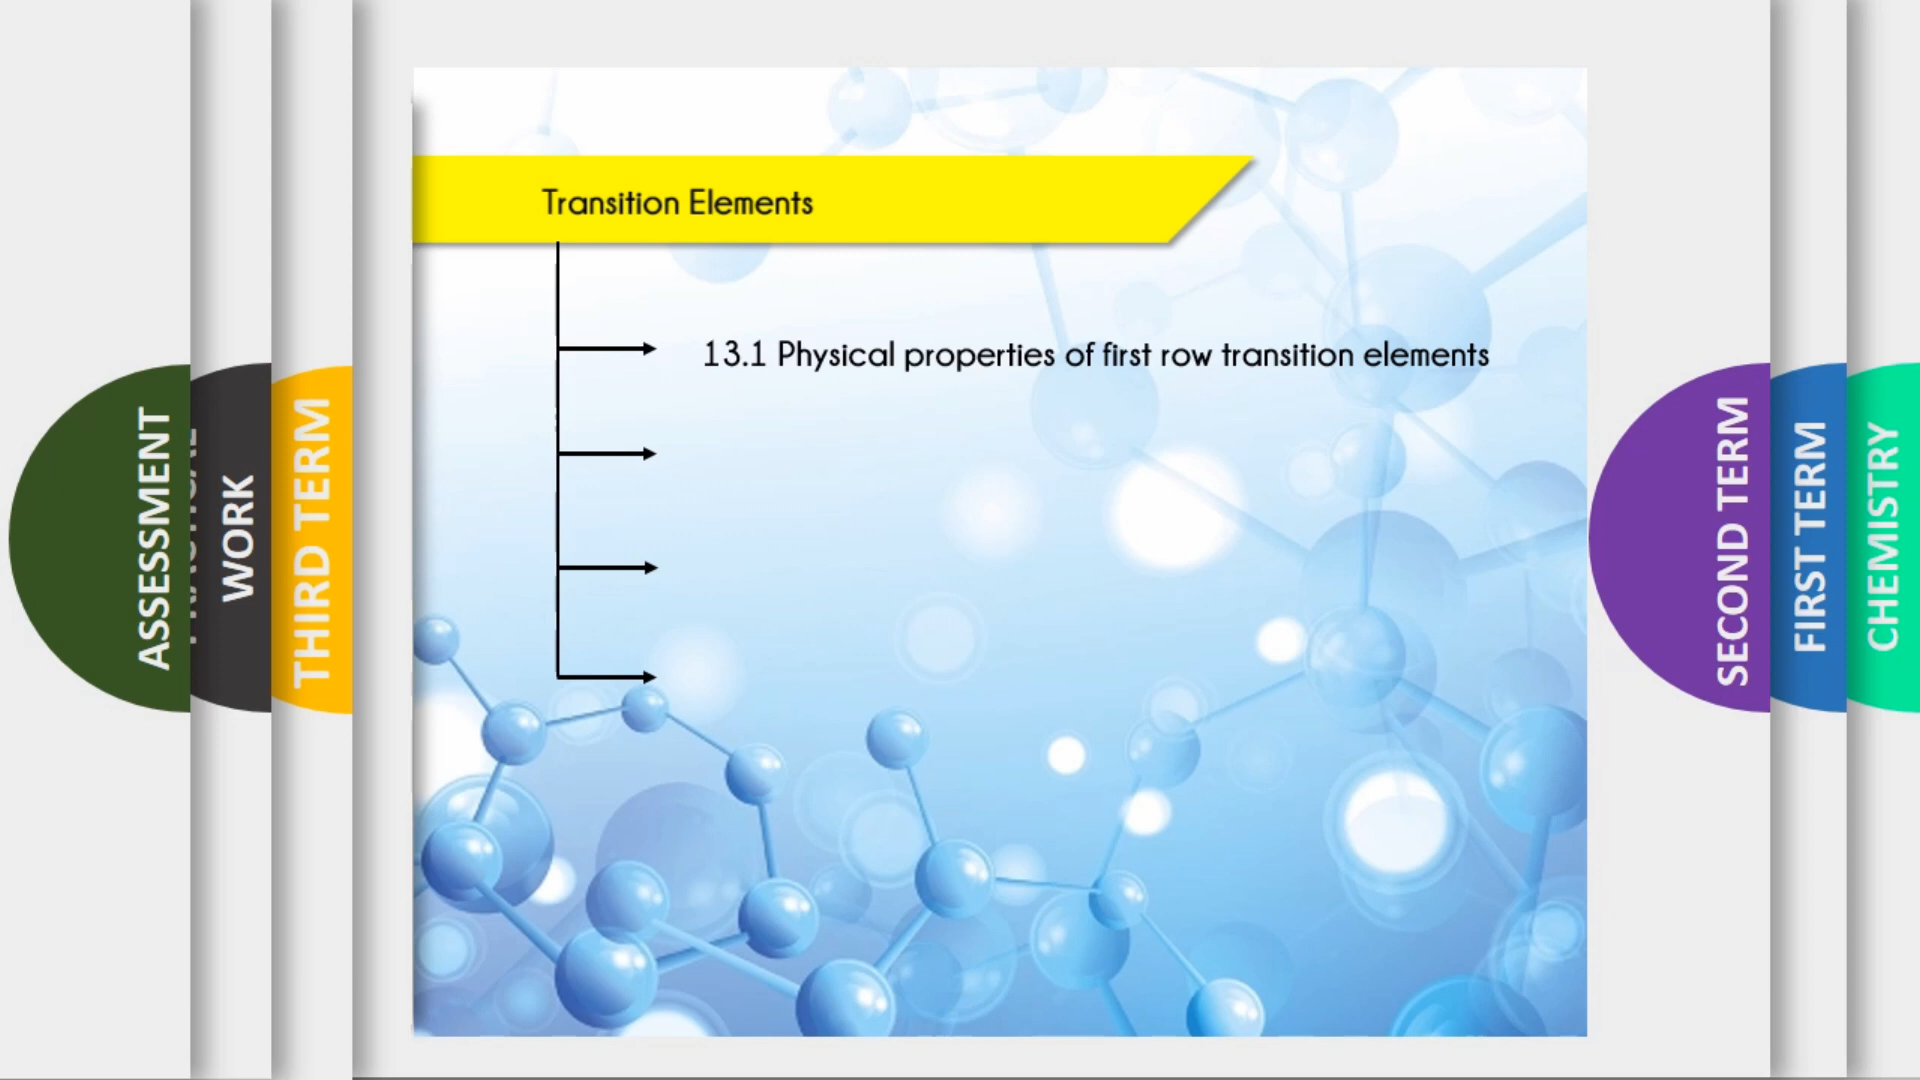 Transition Elements
13.1 Physical properties of first row transition elements
ASSESSMENT
WORK
THIRD TERM
SECOND TERM
FIRST TERM
CHEMISTRY